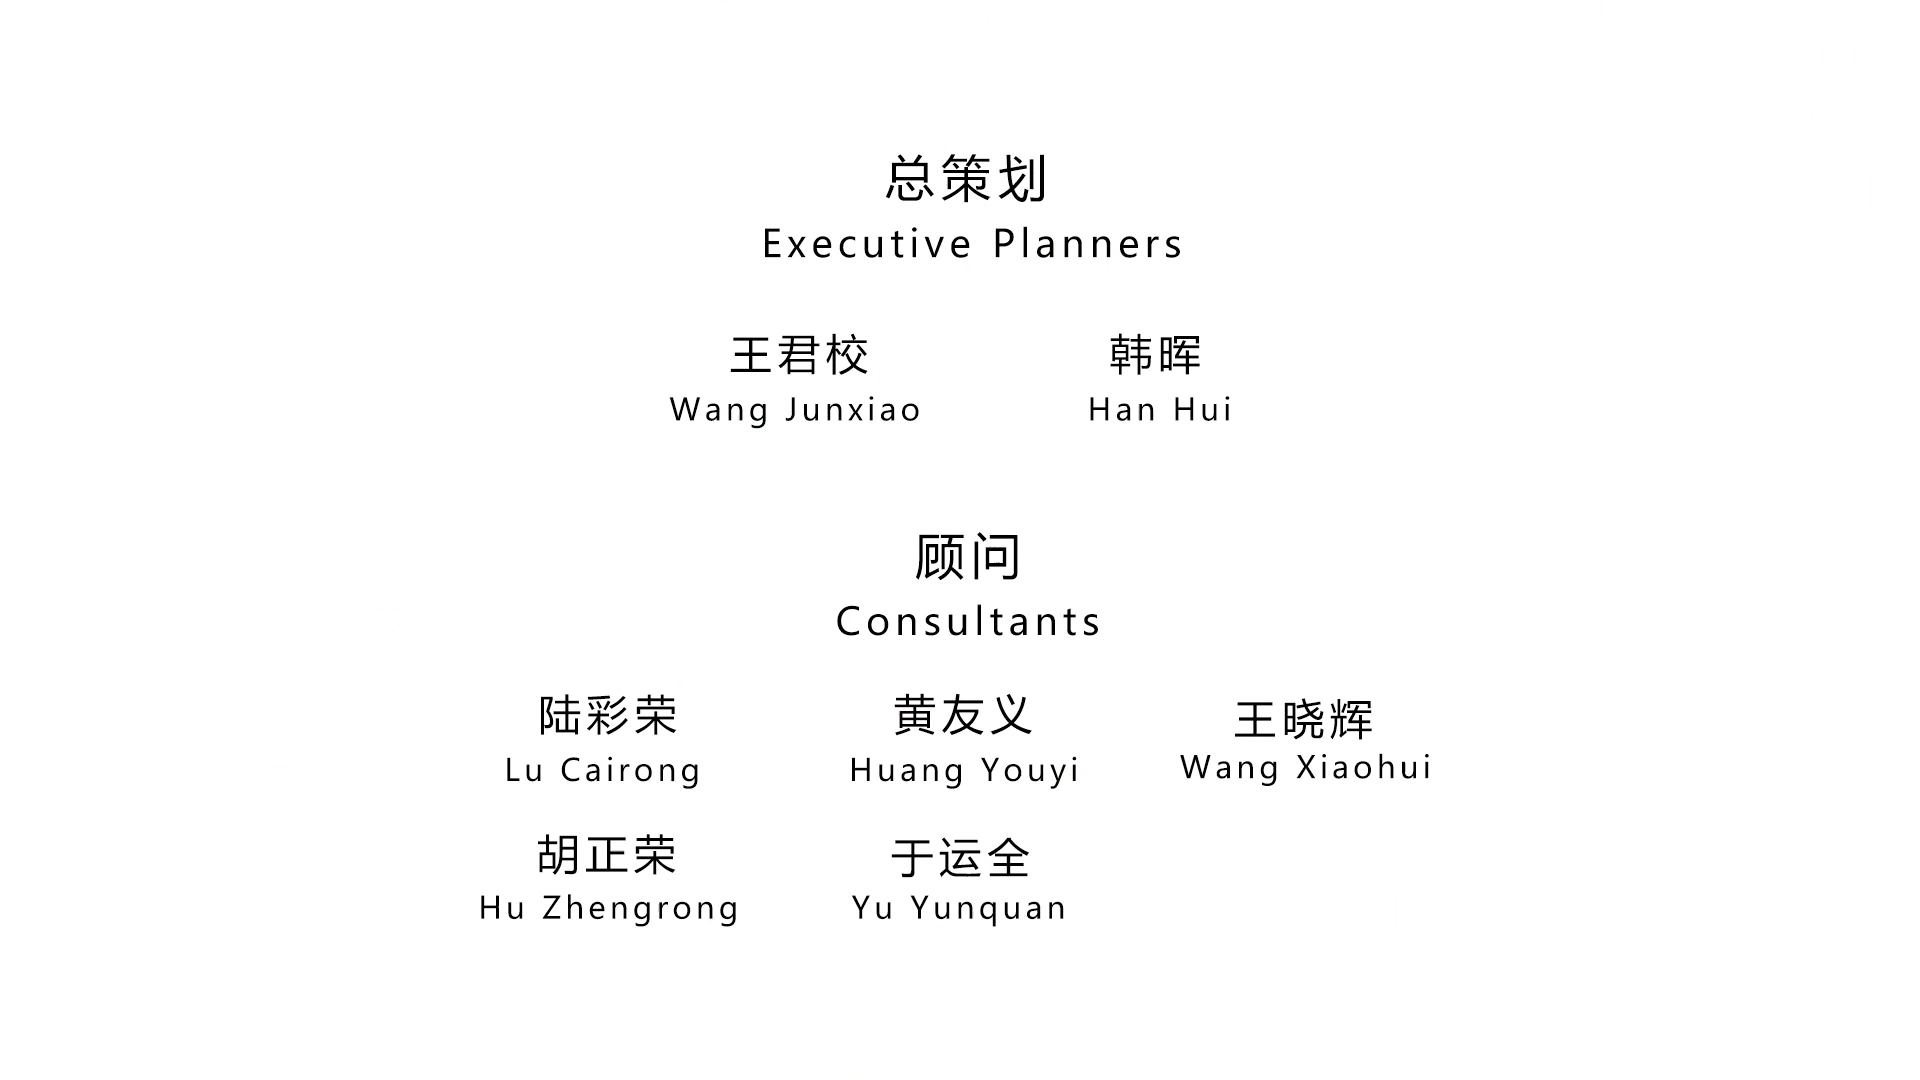 总策划
Executive Planners
王君校 韩晖
Wang Junxiao Han Hui
顾问
Consultants
陆彩荣 黄友义 王晓辉
Lu Cairong Huang Youyi Wang Xiaohui
胡正荣 于运全
Hu Zhengrong Yu Yunquan